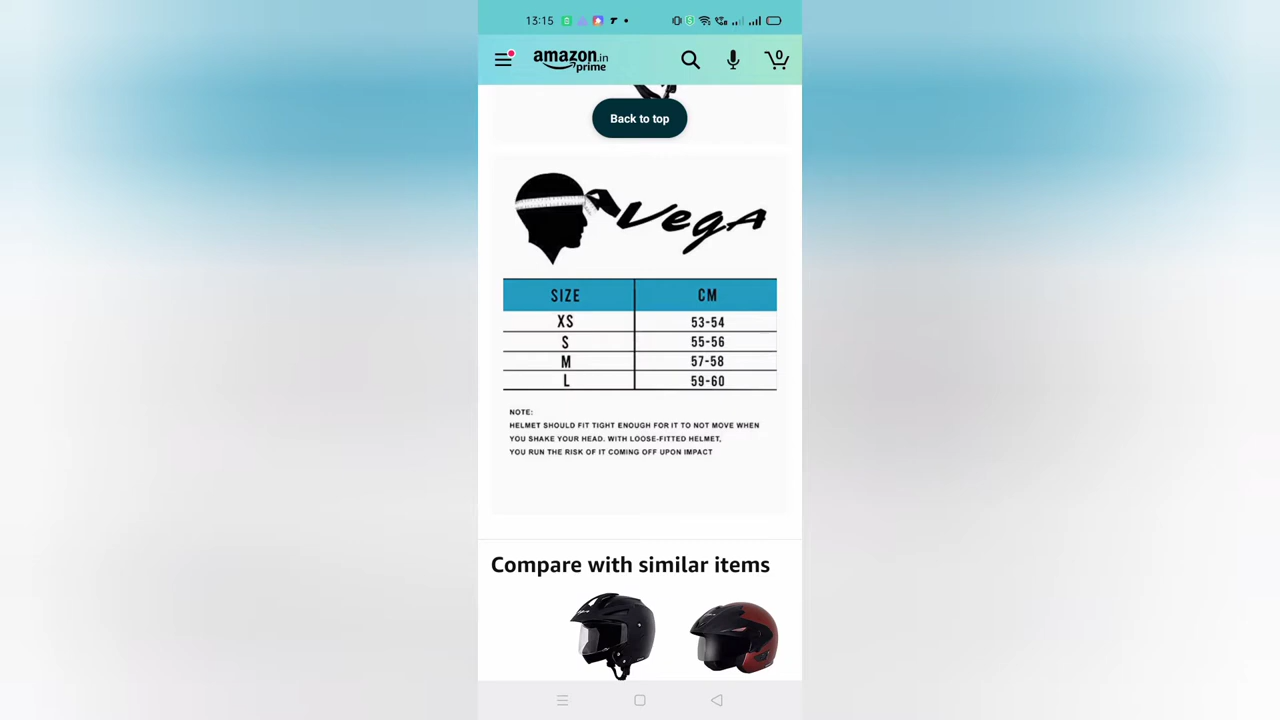 13:15
amazon.in
prime
0
Back to top
VegA
SIZE CM
XS 53-54
S 55-56
M 57-58
L 59-60
NOTE:
HELMET SHOULD FIT TIGHT ENOUGH FOR IT TO NOT MOVE WHEN
YOU SHAKE YOUR HEAD. WITH LOOSE-FITTED HELMET,
YOU RUN THE RISK OF IT COMING OFF UPON IMPACT
Compare with similar items